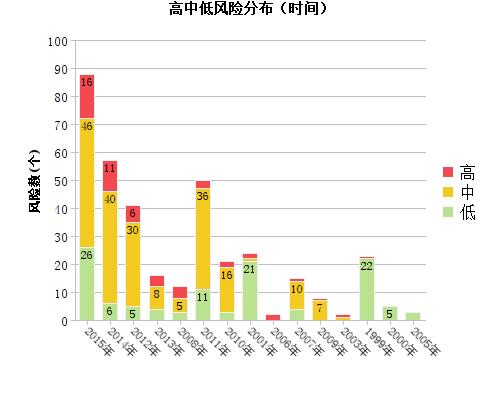 高中低风险分布（时间）
风险数(个)
100
90
80
70
60
50
40
30
20
10
0
16
46
26
11
40
6
6
30
5
8
5
36
11
16
21
10
7
22
5
2015年
2014年
2012年
2013年
2008年
2011年
2010年
2001年
2006年
2007年
2009年
2003年
1999年
2000年
2005年
高
中
低